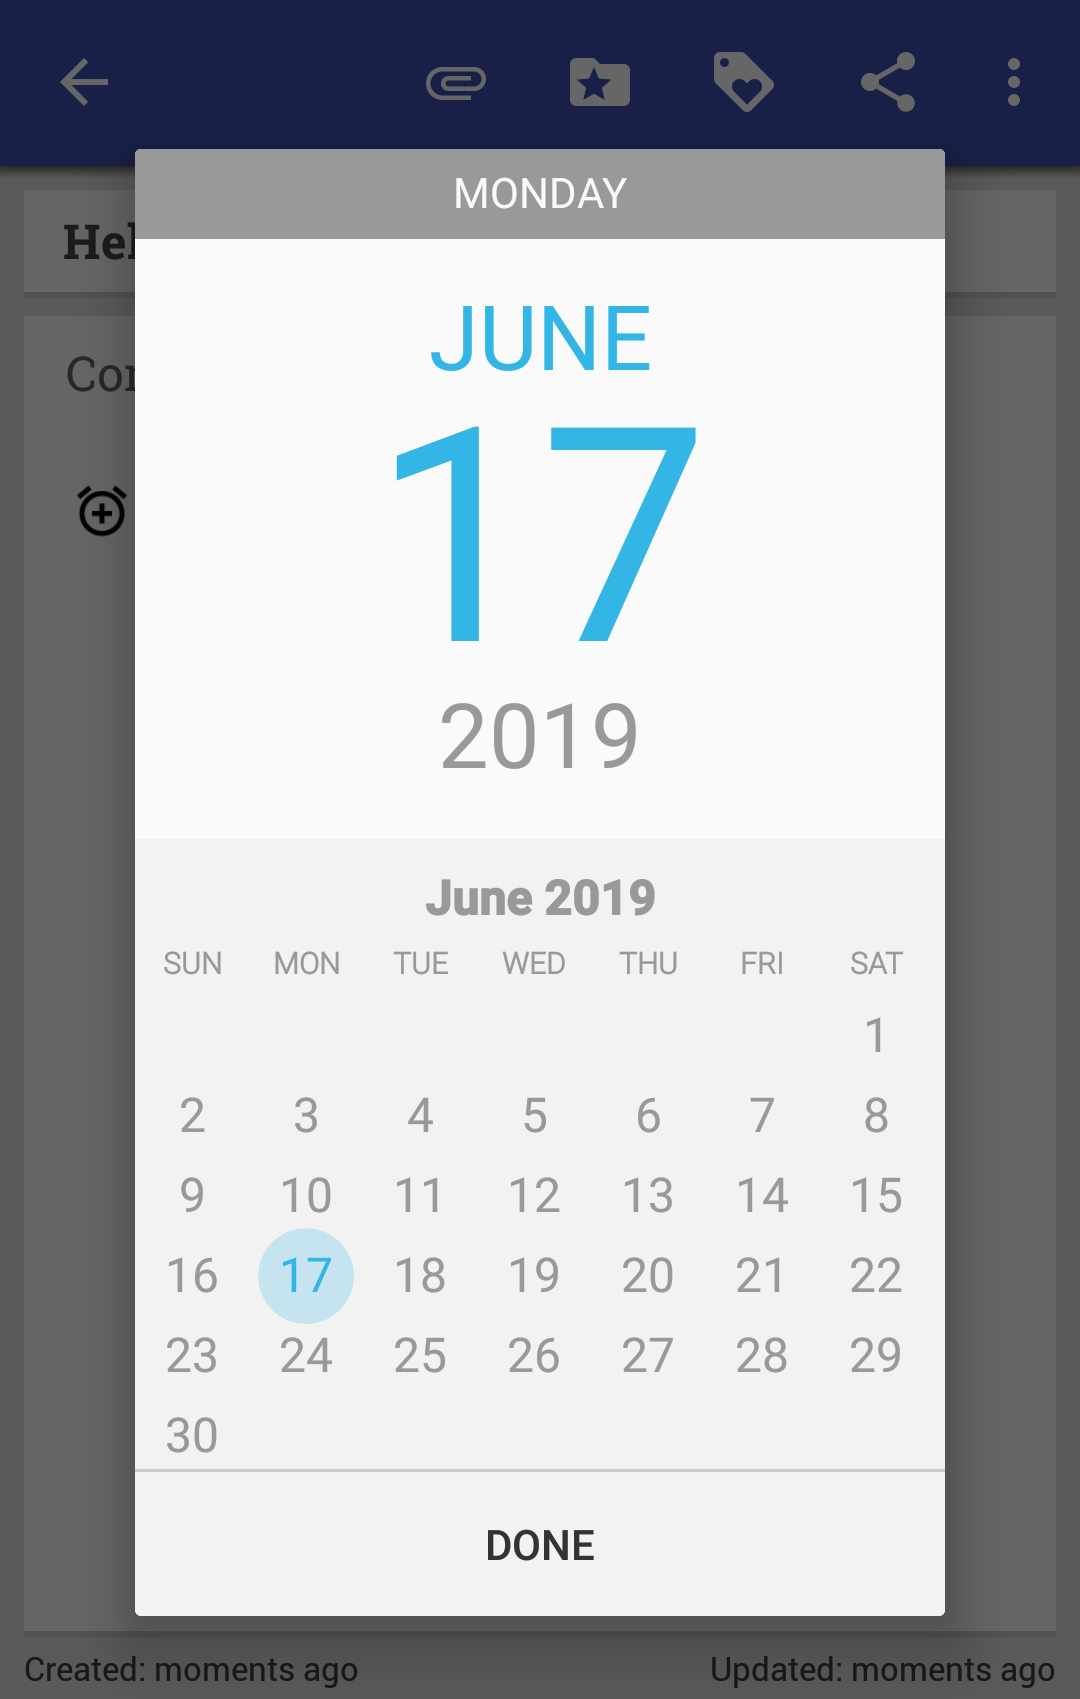 MONDAY
Hel
JUNE
Con
17
2019
June 2019
SUN MON TUE WED THU FRI SAT
1
2 3 4 5 6 7 8
9 10 11 12 13 14 15
16 17 18 19 20 21 22
23 24 25 26 27 28 29
30
DONE
Created: moments ago Updated: moments ago